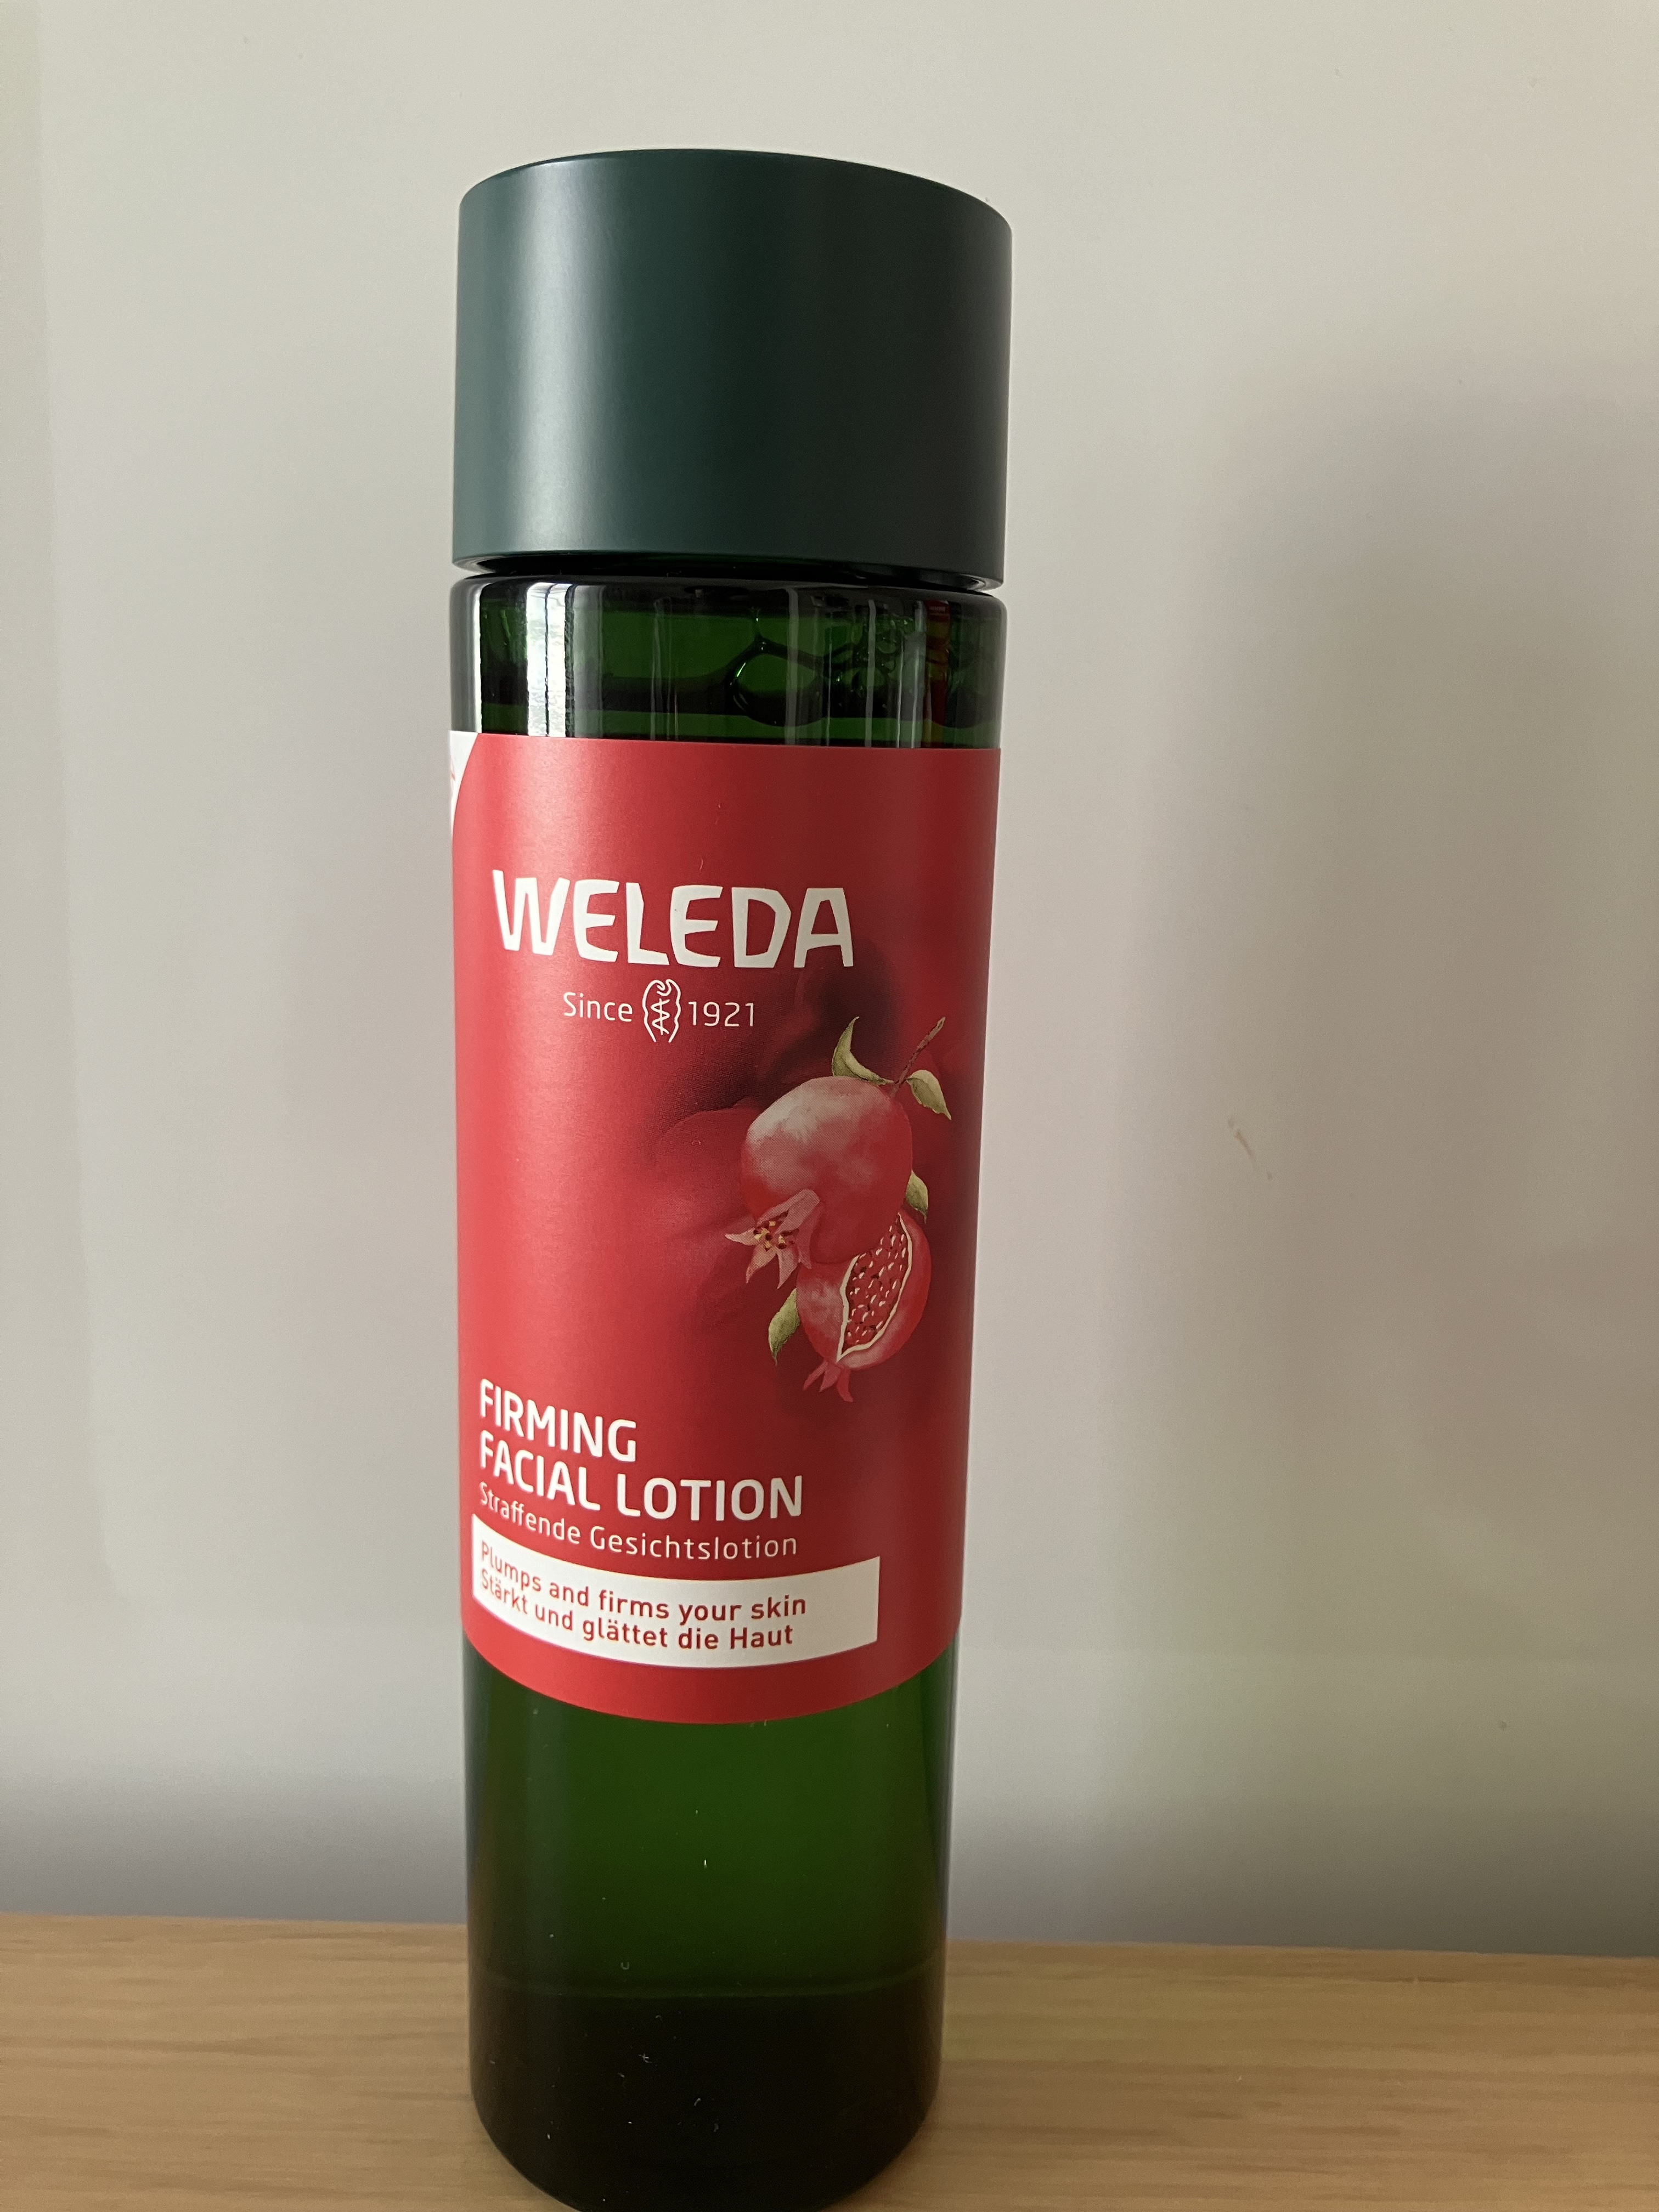 WELEDA
Since 1921
FIRMING
FACIAL LOTION
Straffende Gesichtslotion
Plumps and firms your skin
Stärkt und glättet die Haut